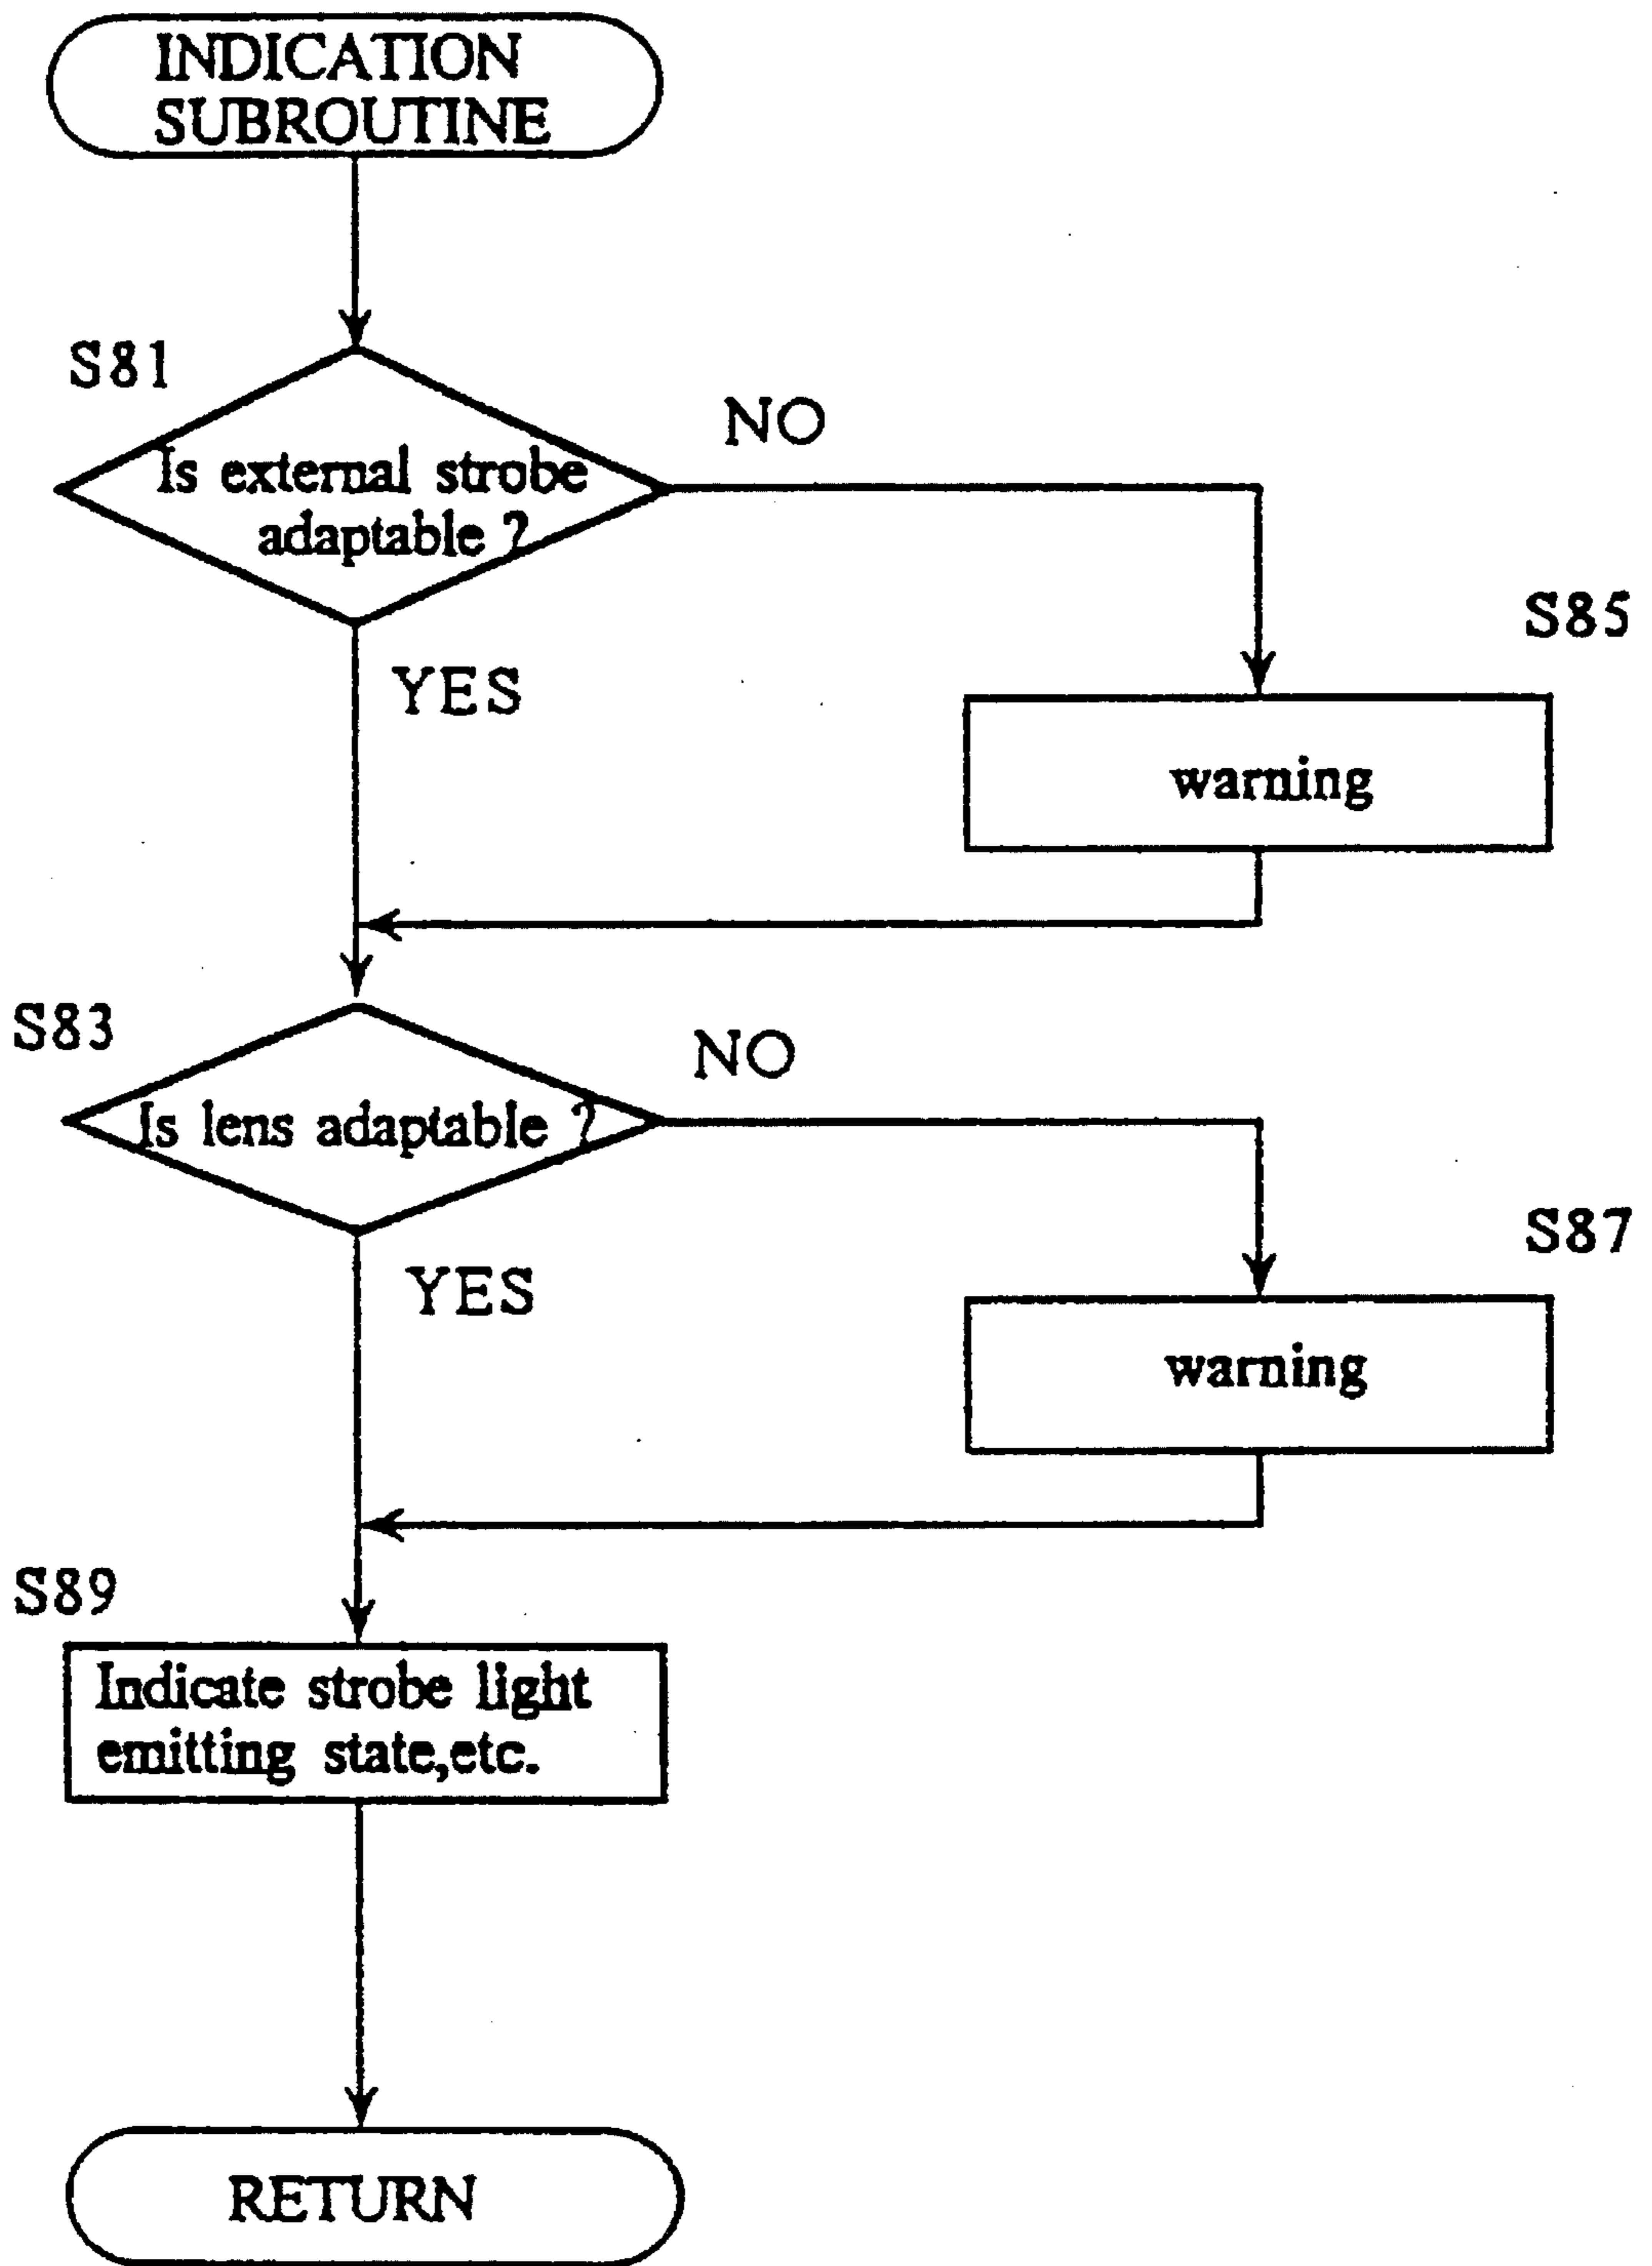 INDICATION
SUBROUTINE
S81
Is external strobe
adaptable ?
NO
YES
S85
warning
S83
Is lens adaptable ?
NO
YES
S87
warning
S89
Indicate strobe light
emitting state,etc.
RETURN